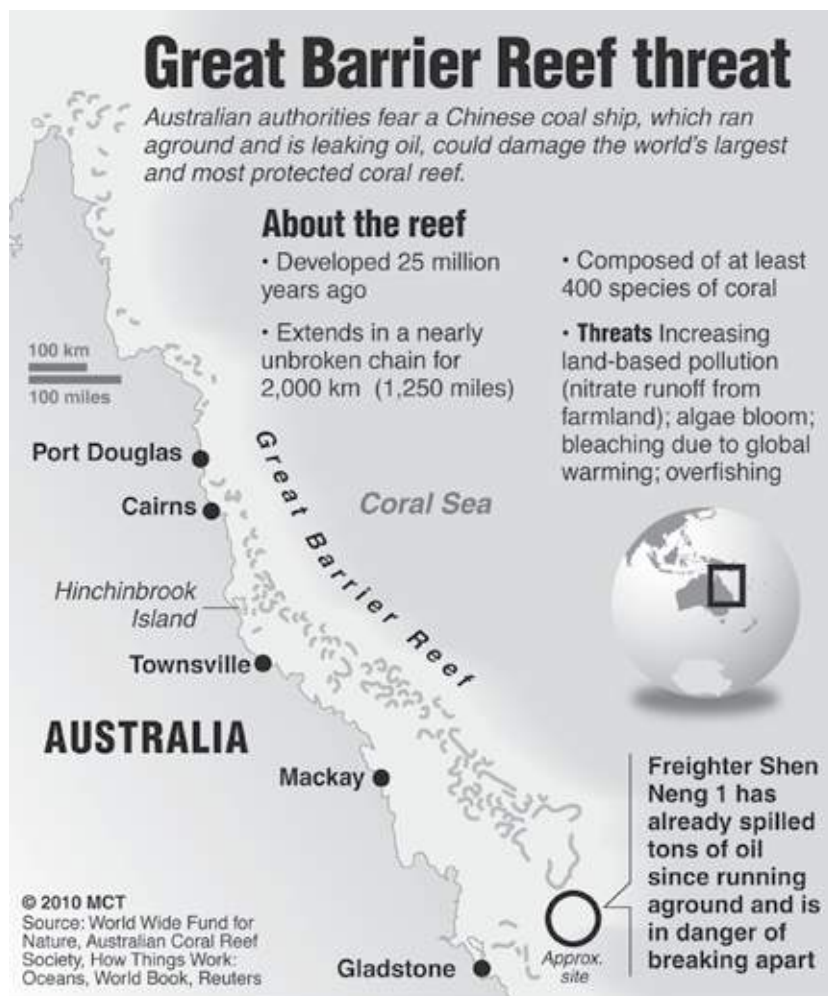 Great Barrier Reef threat
Australian authorities fear a Chinese coal ship, which ran
aground and is leaking oil, could damage the world's largest
and most protected coral reef.
About the reef
• Developed 25 million
years ago
• Extends in a nearly
unbroken chain for
2,000 km (1,250 miles)
• Composed of at least
400 species of coral
• Threats Increasing
land-based pollution
(nitrate runoff from
farmland); algae bloom;
bleaching due to global
warming; overfishing
100 km
100 miles
Port Douglas
Cairns
Great Barrier Reef
Coral Sea
Hinchinbrook
Island
Townsville
AUSTRALIA
Mackay
Freighter Shen
Neng 1 has
already spilled
tons of oil
since running
aground and is
in danger of
breaking apart
Approx.
site
Gladstone
© 2010 MCT
Source: World Wide Fund for
Nature, Australian Coral Reef
Society, How Things Work:
Oceans, World Book, Reuters